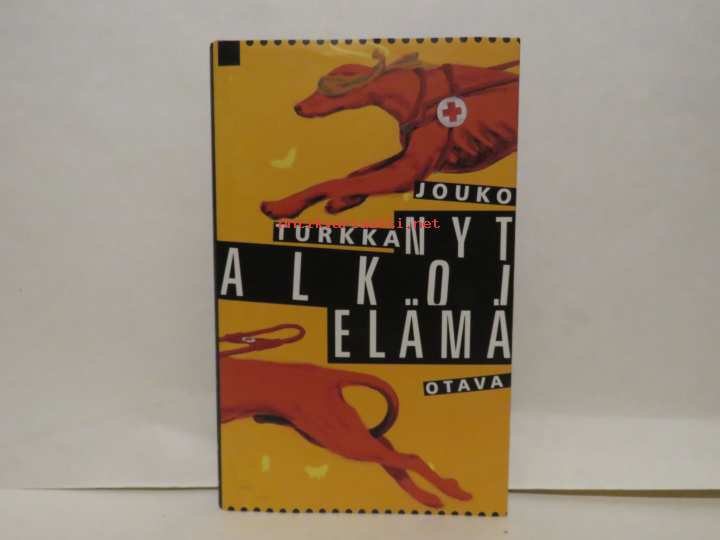 JOUKO
TURKKA NYT
ALKOI
ELÄMÄ
OTAVA